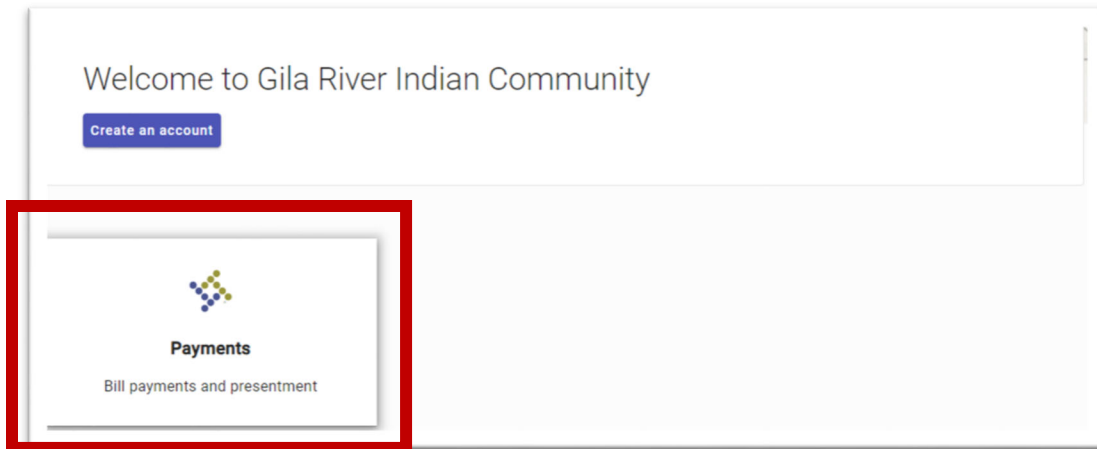 Welcome to Gila River Indian Community
Create an account
Payments
Bill payments and presentment